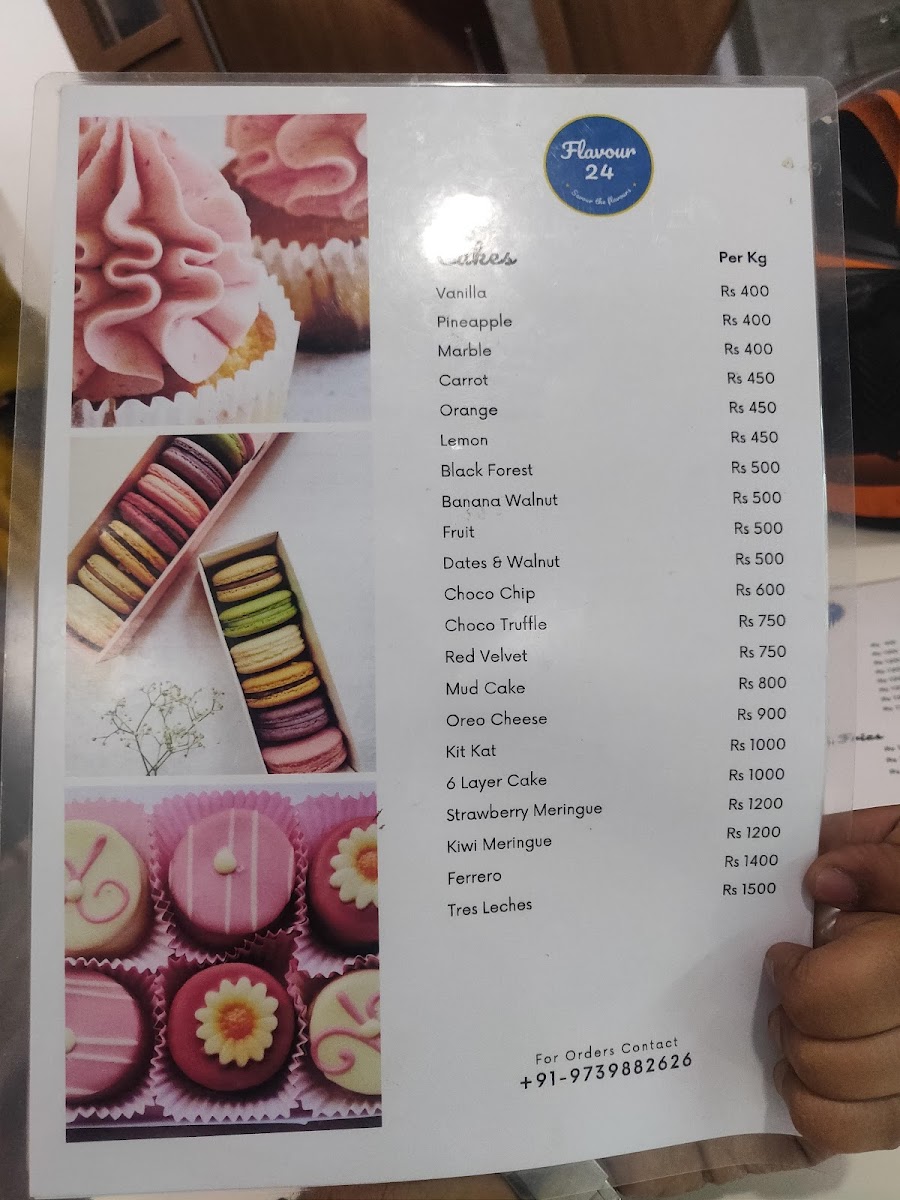 Flavour
24
Savour the flavours
Cakes Per Kg
Vanilla Rs 400
Pineapple Rs 400
Marble Rs 400
Carrot Rs 450
Orange Rs 450
Lemon Rs 450
Black Forest Rs 500
Banana Walnut Rs 500
Fruit Rs 500
Dates & Walnut Rs 500
Choco Chip Rs 600
Choco Truffle Rs 750
Red Velvet Rs 750
Mud Cake Rs 800
Oreo Cheese Rs 900
Kit Kat Rs 1000
6 Layer Cake Rs 1000
Strawberry Meringue Rs 1200
Kiwi Meringue Rs 1200
Ferrero Rs 1400
Tres Leches Rs 1500
For Orders Contact
+91-9739882626